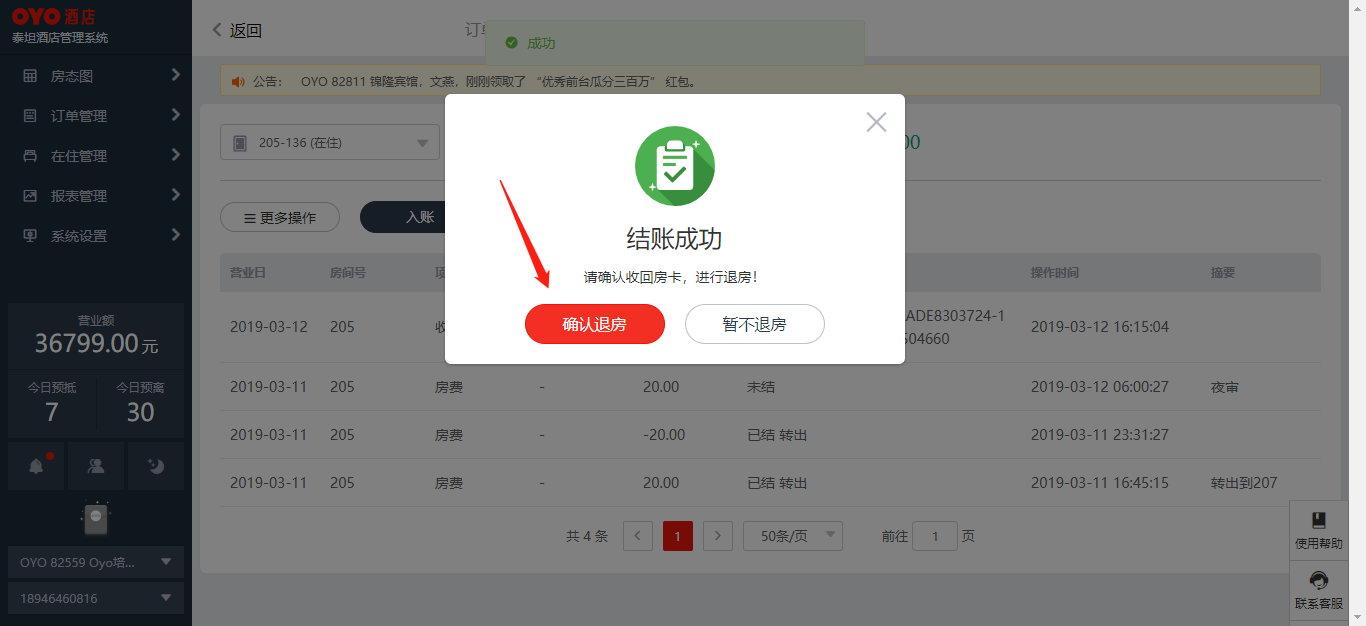 OYO 酒店
泰坦酒店管理系统
房态图
订单管理
在住管理
报表管理
系统设置
营业额
36799.00 元
今日预抵 今日预离
7 30
OYO 82559 Oyo培...
18946460816
返回
成功
公告： OYO 82811 锦隆宾馆，文燕，刚刚领取了 “优秀前台瓜分三百万” 红包。
205-136 (在住)
更多操作 入账
结账成功
请确认收回房卡，进行退房！
确认退房 暂不退房
营业日 房间号 操作时间 摘要
2019-03-12 205 ADE8303724-1 2019-03-12 16:15:04
504660
2019-03-11 205 房费 - 20.00 未结 2019-03-12 06:00:27 夜审
2019-03-11 205 房费 - -20.00 已结 转出 2019-03-11 23:31:27
2019-03-11 205 房费 - 20.00 已结 转出 2019-03-11 16:45:15 转出到207
共 4 条 1 50条/页 前往 1 页
使用帮助
联系客服